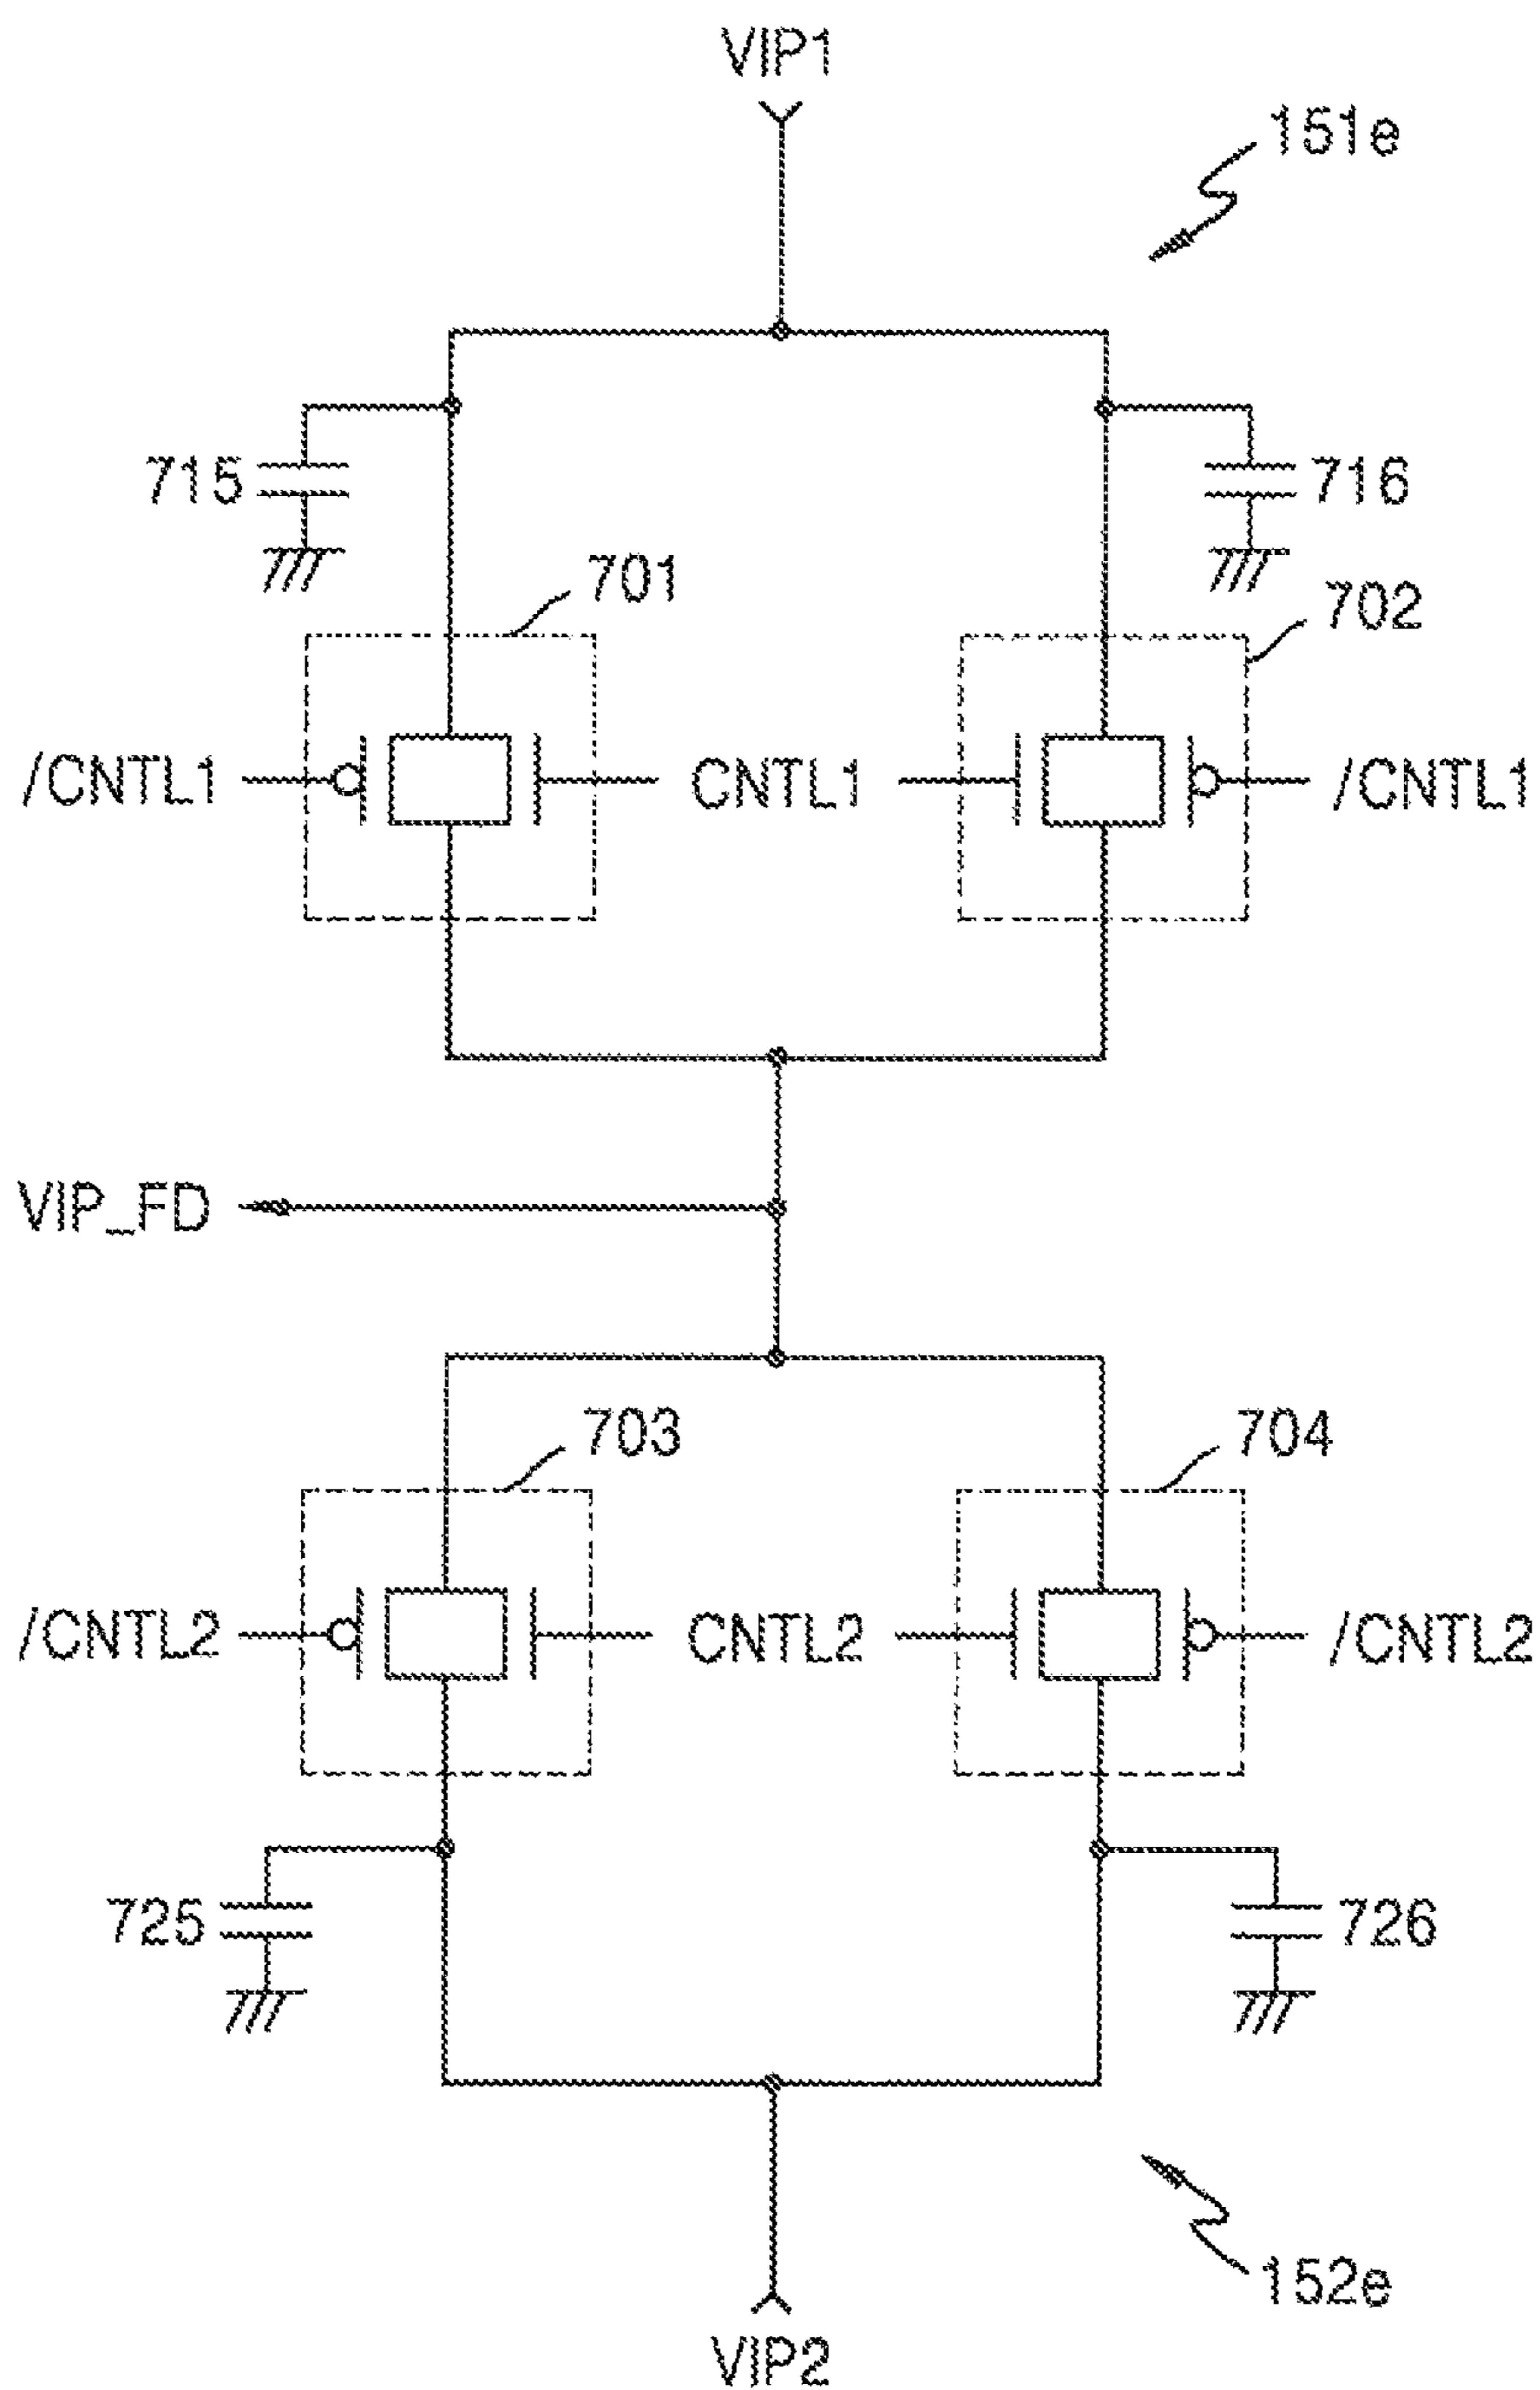 VIP1
151e
715
716
701
702
/CNTL1
CNTL1
/CNTL1
VIP_FD
703
704
/CNTL2
CNTL2
/CNTL2
725
726
152e
VIP2